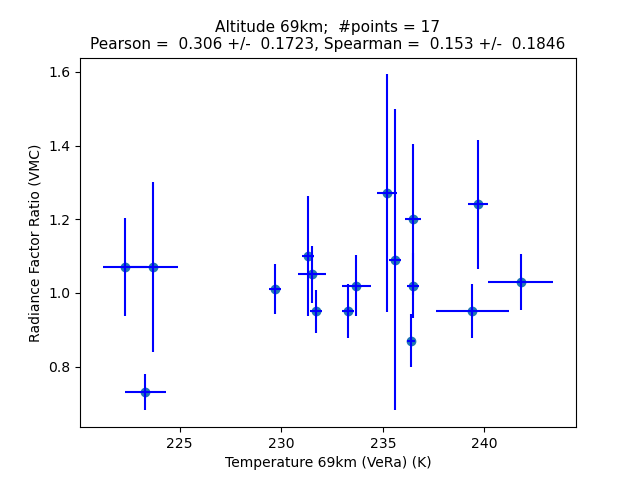 Altitude 69km;  #points = 17
Pearson =  0.306 +/-  0.1723, Spearman =  0.153 +/-  0.1846
1.6
1.4
1.2
1.0
0.8
Radiance Factor Ratio (VMC)
225
230
235
240
Temperature 69km (VeRa) (K)